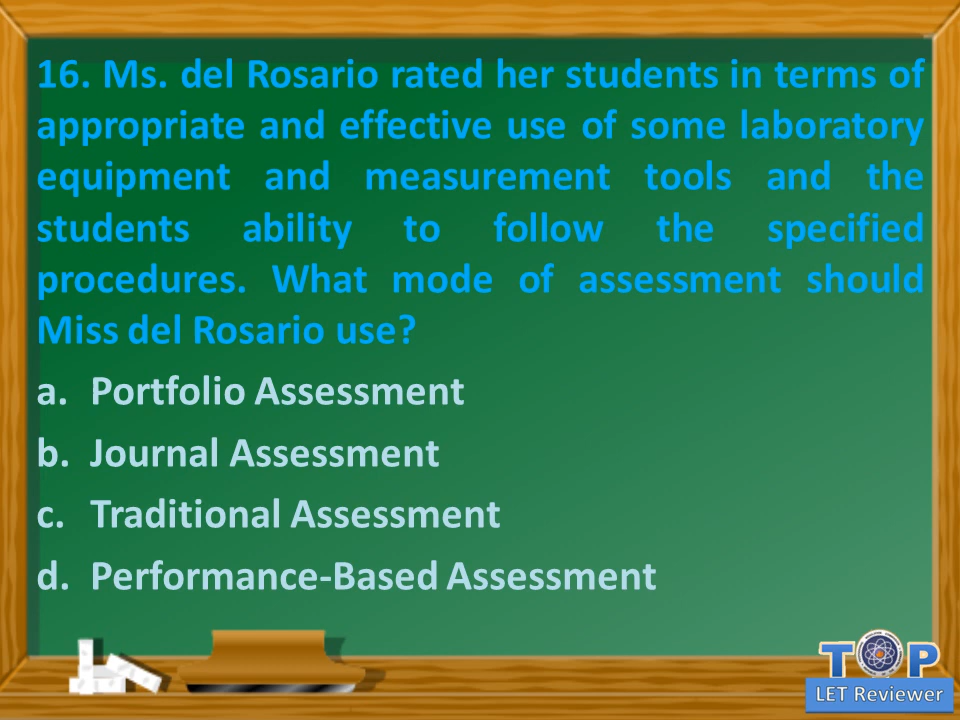 16. Ms. del Rosario rated her students in terms of
appropriate and effective use of some laboratory
equipment and measurement tools and the
students ability to follow the specified
procedures. What mode of assessment should
Miss del Rosario use?
a. Portfolio Assessment
b. Journal Assessment
c. Traditional Assessment
d. Performance-Based Assessment
TOP
LET Reviewer